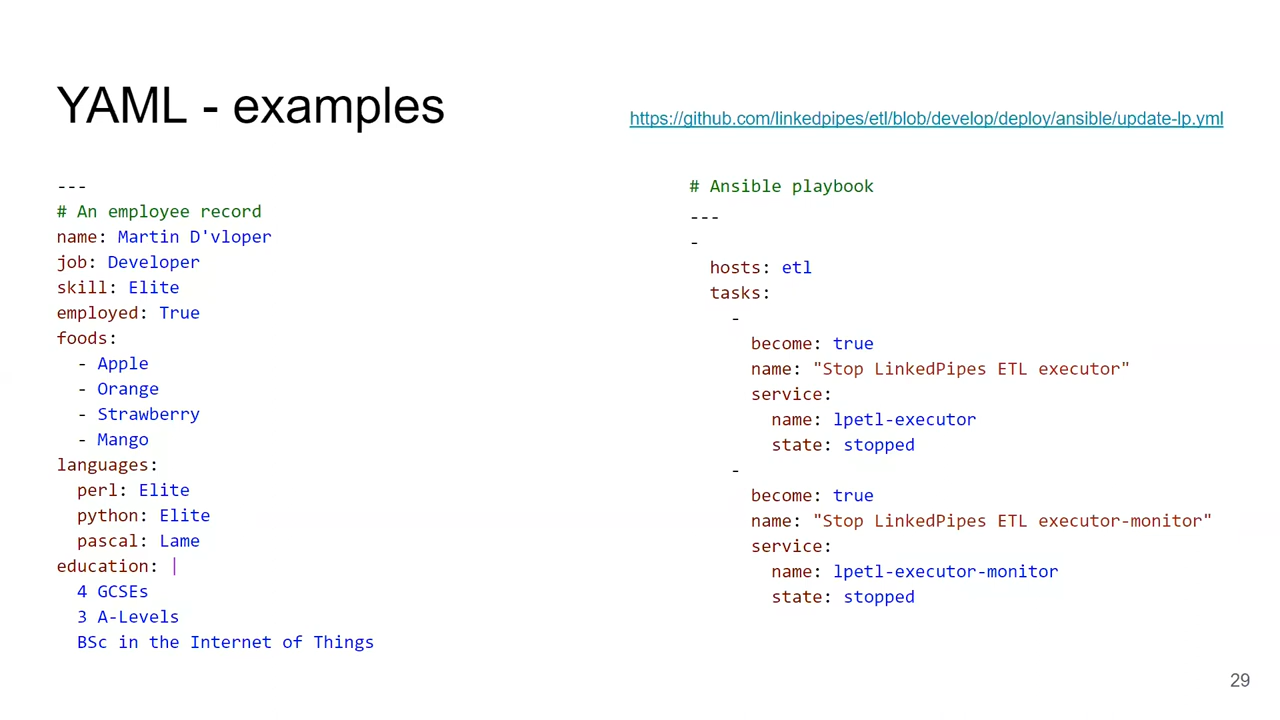 YAML - examples
https://github.com/linkedpipes/etl/blob/develop/deploy/ansible/update-lp.yml
---
# An employee record
name: Martin D'vloper
job: Developer
skill: Elite
employed: True
foods:
  - Apple
  - Orange
  - Strawberry
  - Mango
languages:
  perl: Elite
  python: Elite
  pascal: Lame
education: |
  4 GCSEs
  3 A-Levels
  BSc in the Internet of Things
# Ansible playbook
---
-
  hosts: etl
  tasks:
    -
      become: true
      name: "Stop LinkedPipes ETL executor"
      service:
        name: lpetl-executor
        state: stopped
    -
      become: true
      name: "Stop LinkedPipes ETL executor-monitor"
      service:
        name: lpetl-executor-monitor
        state: stopped
29